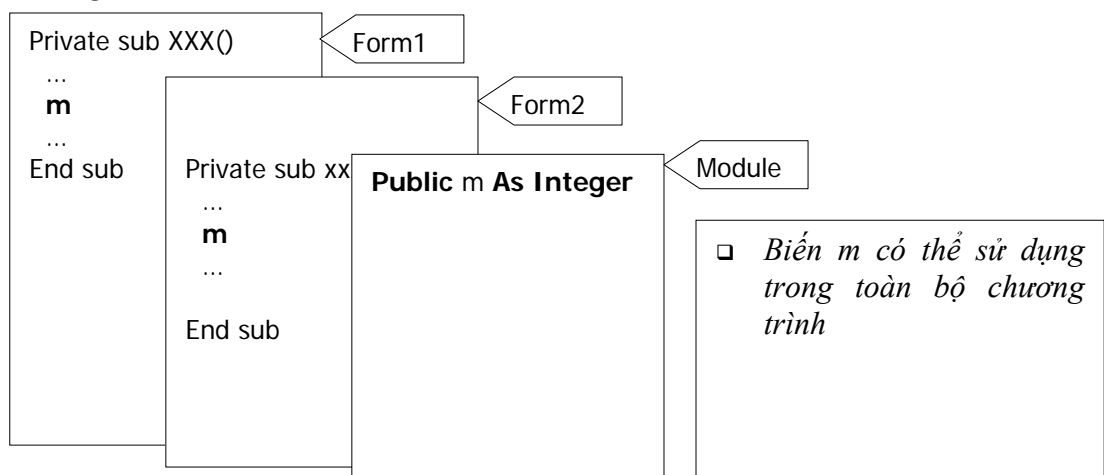 Private sub XXX()
...
m
...
End sub
Form1
Private sub xx
...
m
...
End sub
Form2
Public m As Integer
Module
❑ Biến m có thể sử dụng
trong toàn bộ chương
trình